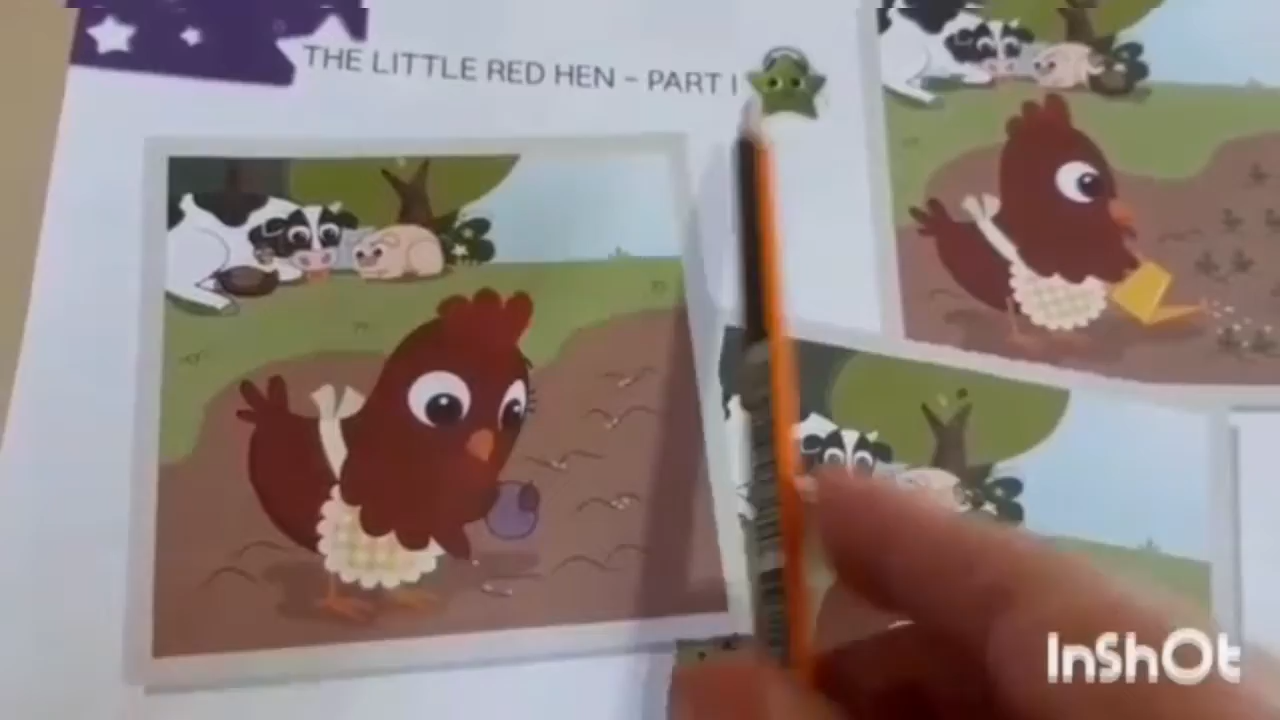 THE LITTLE RED HEN – PART I
InShOt